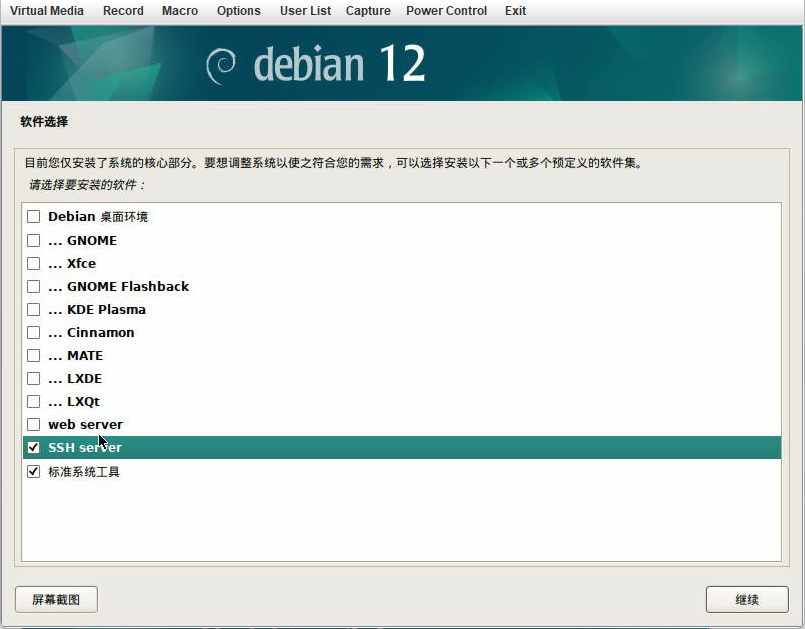 Virtual Media Record Macro Options User List Capture Power Control Exit
debian 12
软件选择
目前您仅安装了系统的核心部分。要想调整系统以使之符合您的需求，可以选择安装以下一个或多个预定义的软件集。
请选择要安装的软件：
Debian 桌面环境
... GNOME
... Xfce
... GNOME Flashback
... KDE Plasma
... Cinnamon
... MATE
... LXDE
... LXQt
web server
SSH server
标准系统工具
屏幕截图 继续